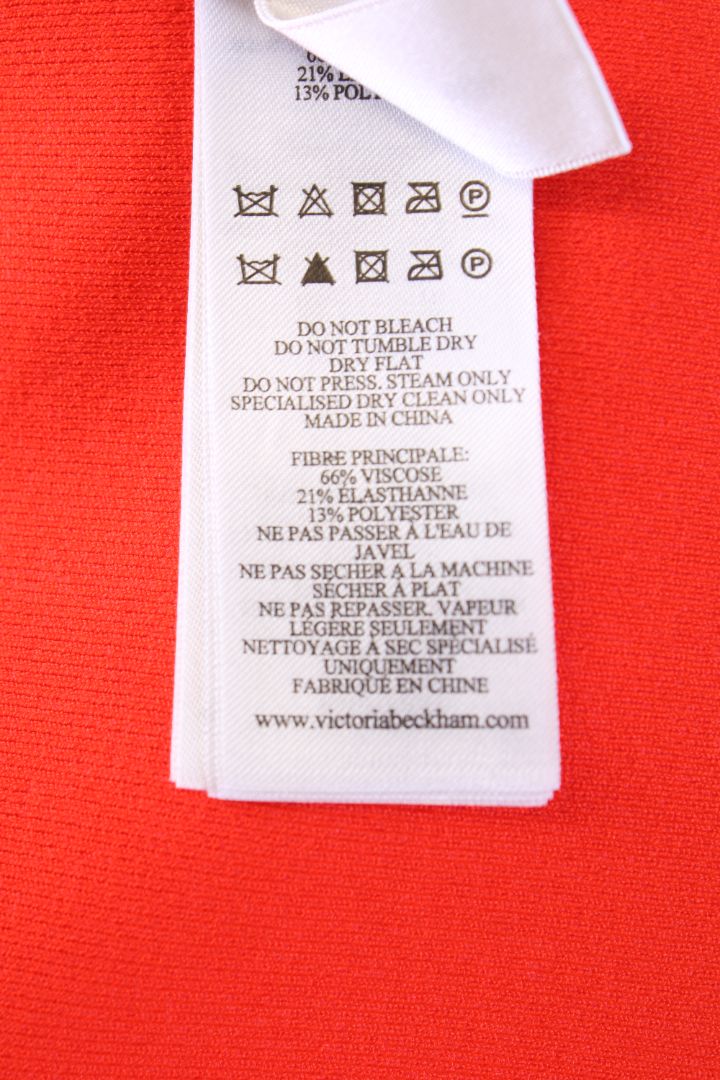 21%
13%
P
P
DO NOT BLEACH
DO NOT TUMBLE DRY
DRY FLAT
DO NOT PRESS. STEAM ONLY
SPECIALISED DRY CLEAN ONLY
MADE IN CHINA
FIBRE PRINCIPALE:
66% VISCOSE
21% ÉLASTHANNE
13% POLYESTER
NE PAS PASSER À L'EAU DE
JAVEL
NE PAS SECHER A LA MACHINE
SÉCHER À PLAT
NE PAS REPASSER. VAPEUR
LÉGÈRE SEULEMENT
NETTOYAGE À SEC SPÉCIALISÉ
UNIQUEMENT
FABRIQUÉ EN CHINE
www.victoriabeckham.com